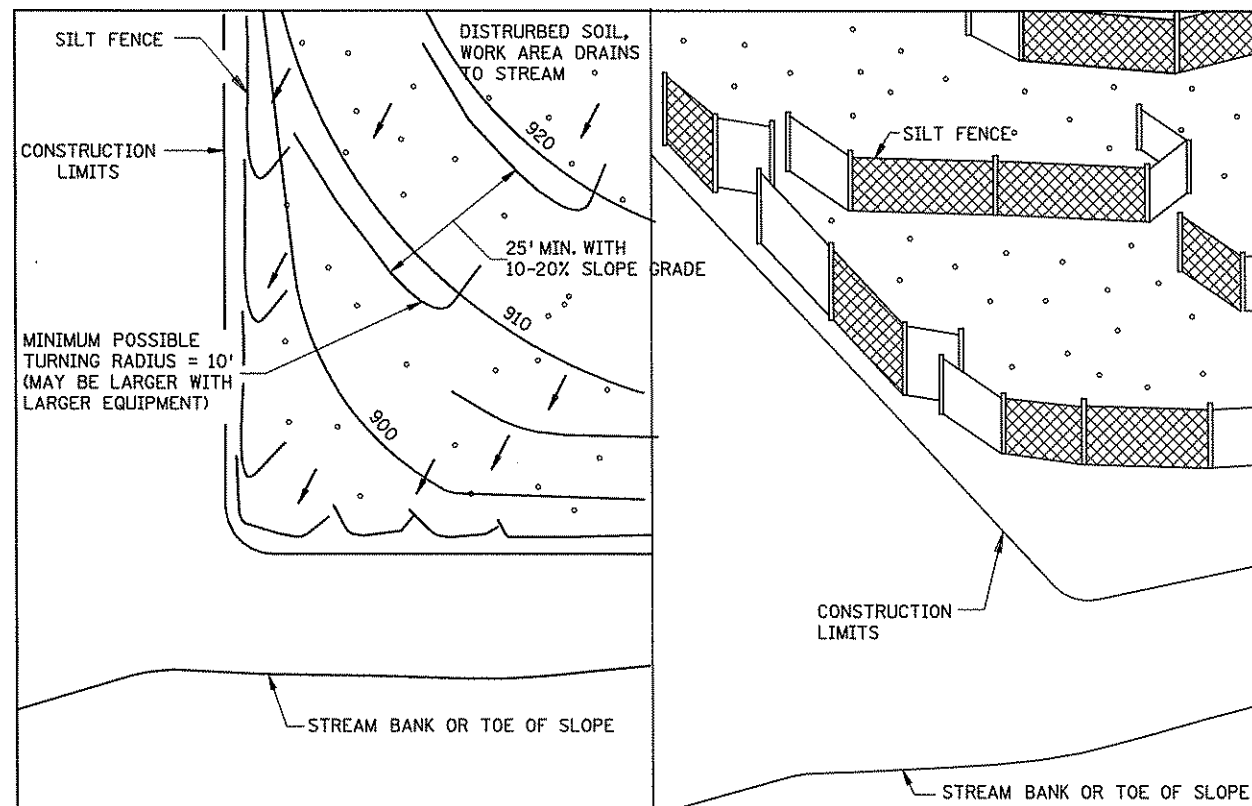 SILT FENCE
DISTRURBED SOIL,
WORK AREA DRAINS
TO STREAM
920
CONSTRUCTION
LIMITS
25' MIN. WITH
10-20% SLOPE GRADE
910
MINIMUM POSSIBLE
TURNING RADIUS = 10'
(MAY BE LARGER WITH
LARGER EQUIPMENT)
900
STREAM BANK OR TOE OF SLOPE
SILT FENCE
CONSTRUCTION
LIMITS
STREAM BANK OR TOE OF SLOPE